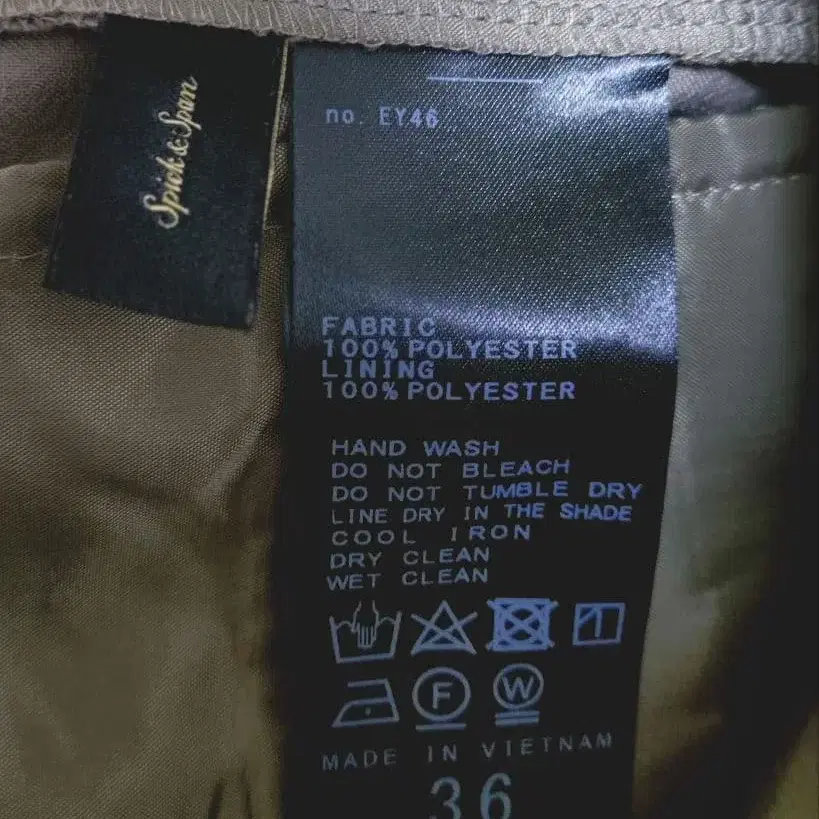 Spick & Span
no. EY46
FABRIC
100% POLYESTER
LINING
100% POLYESTER
HAND WASH
DO NOT BLEACH
DO NOT TUMBLE DRY
LINE DRY IN THE SHADE
COOL IRON
DRY CLEAN
WET CLEAN
F W
MADE IN VIETNAM
36